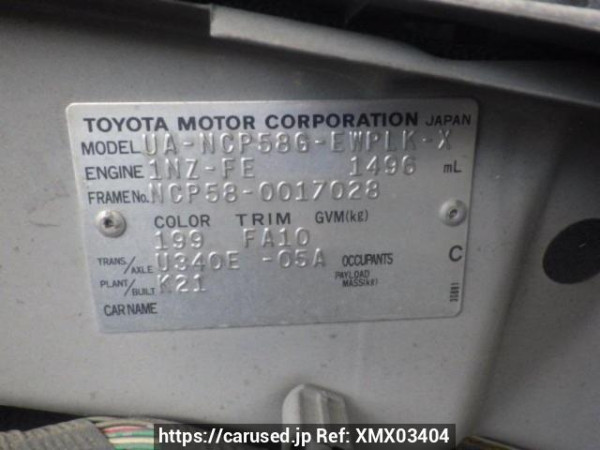 TOYOTA MOTOR CORPORATION JAPAN
MODEL UA-NCP58G-EWPLK-X
ENGINE 1NZ-FE 1496 mL
FRAME No. NCP58-0017028
COLOR TRIM GVM(kg)
199 FA10
TRANS./AXLE U340E -05A OCCUPANTS C
PLANT/BUILT K21 PAYLOAD MASS(kg)
CAR NAME
https://carused.jp Ref: XMX03404